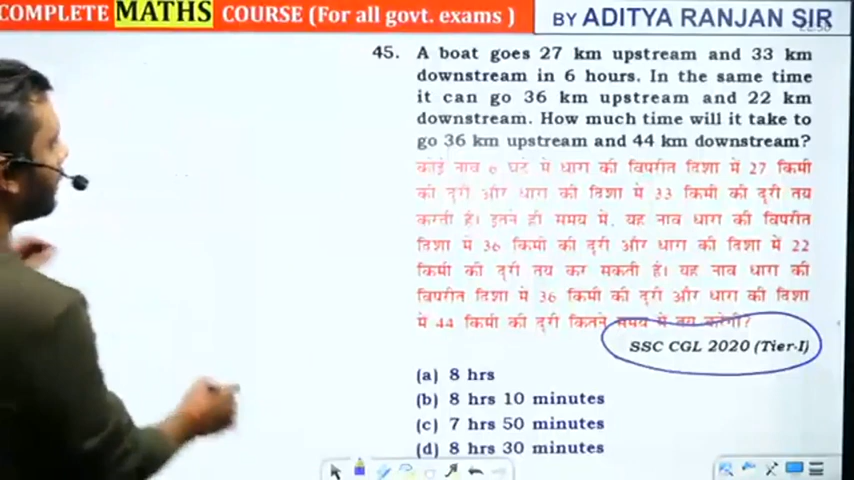 COMPLETE MATHS COURSE (For all govt. exams ) BY ADITYA RANJAN SIR
45. A boat goes 27 km upstream and 33 km
downstream in 6 hours. In the same time
it can go 36 km upstream and 22 km
downstream. How much time will it take to
go 36 km upstream and 44 km downstream?
कोई नाव 6 घंटे में धारा की विपरीत दिशा में 27 किमी
की दूरी और धारा की दिशा में 33 किमी की दूरी तय
करती है। इतने ही समय में, यह नाव धारा की विपरीत
दिशा में 36 किमी की दूरी और धारा की दिशा में 22
किमी की दूरी तय कर सकती है। यह नाव धारा की
विपरीत दिशा में 36 किमी की दूरी और धारा की दिशा
में 44 किमी की दूरी कितने समय में तय करेगी?
SSC CGL 2020 (Tier-I)
(a) 8 hrs
(b) 8 hrs 10 minutes
(c) 7 hrs 50 minutes
(d) 8 hrs 30 minutes